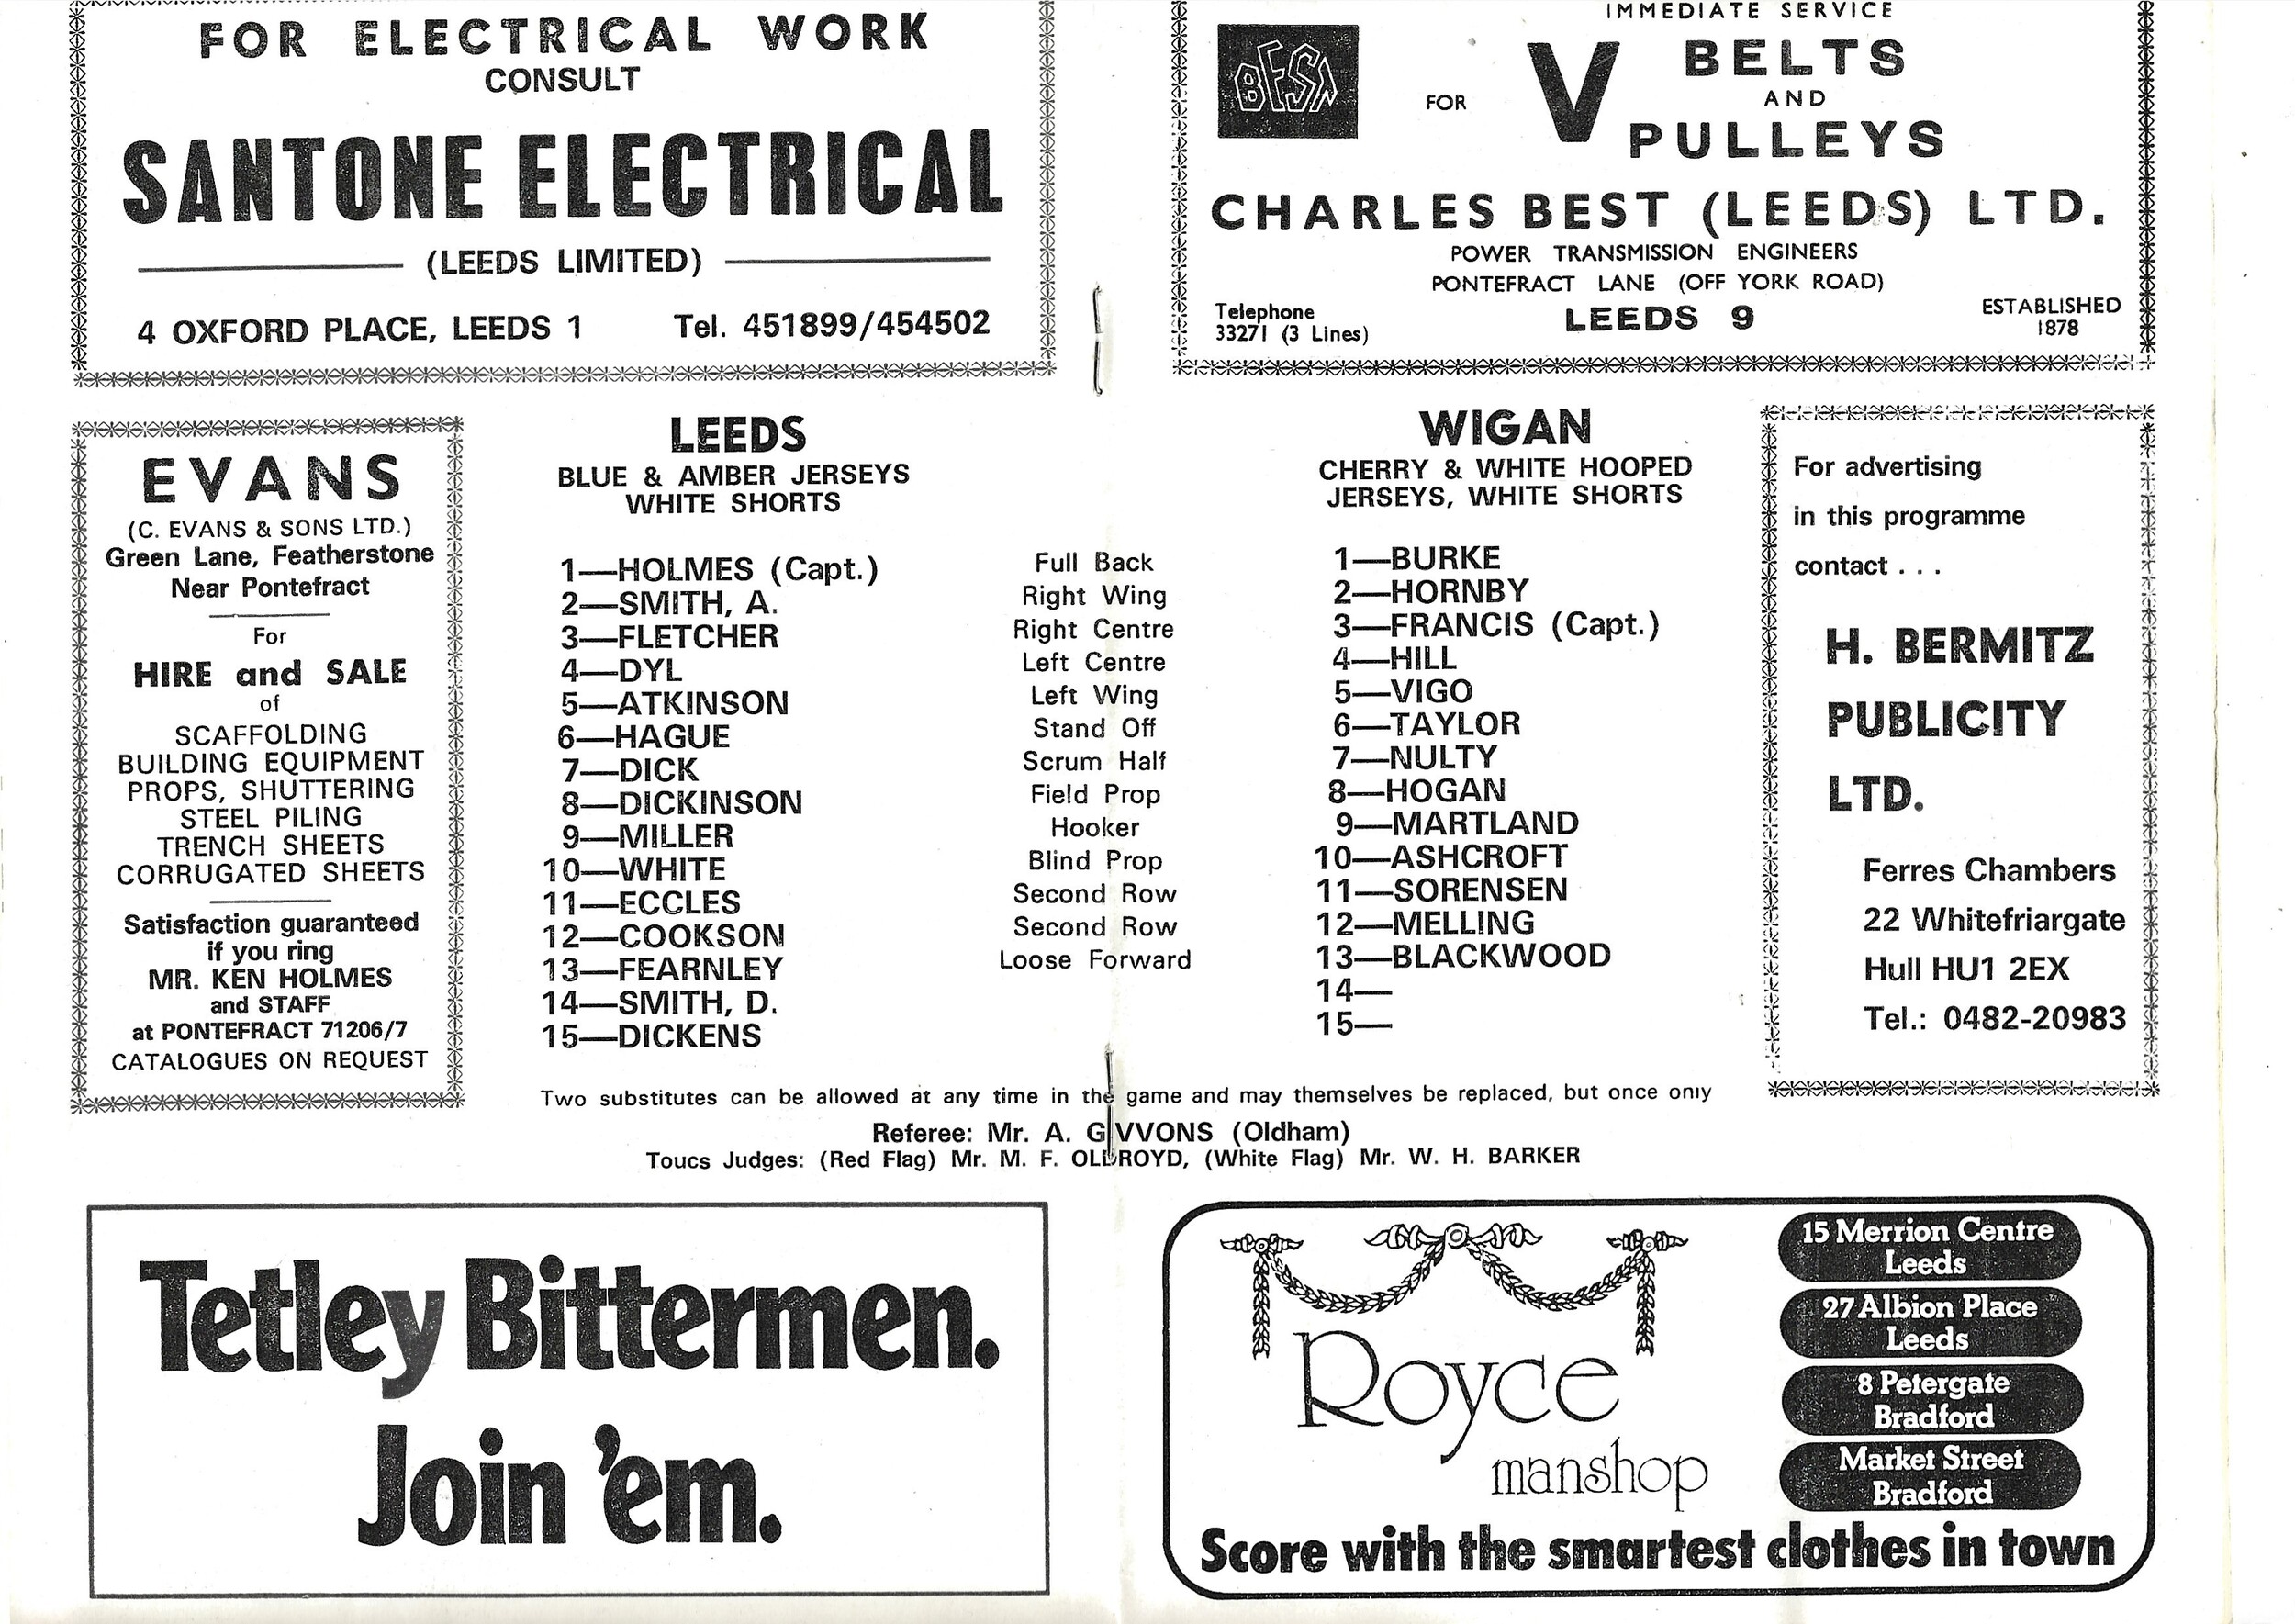 FOR ELECTRICAL WORK
CONSULT
SANTONE ELECTRICAL
(LEEDS LIMITED)
4 OXFORD PLACE, LEEDS 1 Tel. 451899/454502
IMMEDIATE SERVICE
BESA
FOR V BELTS
AND
PULLEYS
CHARLES BEST (LEEDS) LTD.
POWER TRANSMISSION ENGINEERS
PONTEFRACT LANE (OFF YORK ROAD)
LEEDS 9
Telephone
33271 (3 Lines)
ESTABLISHED
1878
EVANS
(C. EVANS & SONS LTD.)
Green Lane, Featherstone
Near Pontefract
For
HIRE and SALE
of
SCAFFOLDING
BUILDING EQUIPMENT
PROPS, SHUTTERING
STEEL PILING
TRENCH SHEETS
CORRUGATED SHEETS
Satisfaction guaranteed
if you ring
MR. KEN HOLMES
and STAFF
at PONTEFRACT 71206/7
CATALOGUES ON REQUEST
LEEDS
BLUE & AMBER JERSEYS
WHITE SHORTS
1—HOLMES (Capt.)
2—SMITH, A.
3—FLETCHER
4—DYL
5—ATKINSON
6—HAGUE
7—DICK
8—DICKINSON
9—MILLER
10—WHITE
11—ECCLES
12—COOKSON
13—FEARNLEY
14—SMITH, D.
15—DICKENS
Full Back
Right Wing
Right Centre
Left Centre
Left Wing
Stand Off
Scrum Half
Field Prop
Hooker
Blind Prop
Second Row
Second Row
Loose Forward
WIGAN
CHERRY & WHITE HOOPED
JERSEYS, WHITE SHORTS
1—BURKE
2—HORNBY
3—FRANCIS (Capt.)
4—HILL
5—VIGO
6—TAYLOR
7—NULTY
8—HOGAN
9—MARTLAND
10—ASHCROFT
11—SORENSEN
12—MELLING
13—BLACKWOOD
14—
15—
For advertising
in this programme
contact . . .
H. BERMITZ
PUBLICITY
LTD.
Ferres Chambers
22 Whitefriargate
Hull HU1 2EX
Tel.: 0482-20983
Two substitutes can be allowed at any time in the game and may themselves be replaced, but once only
Referee: Mr. A. GIVVONS (Oldham)
Toucs Judges: (Red Flag) Mr. M. F. OLDROYD, (White Flag) Mr. W. H. BARKER
Tetley Bittermen.
Join 'em.
Royce
manshop
15 Merrion Centre
Leeds
27 Albion Place
Leeds
8 Petergate
Bradford
Market Street
Bradford
Score with the smartest clothes in town